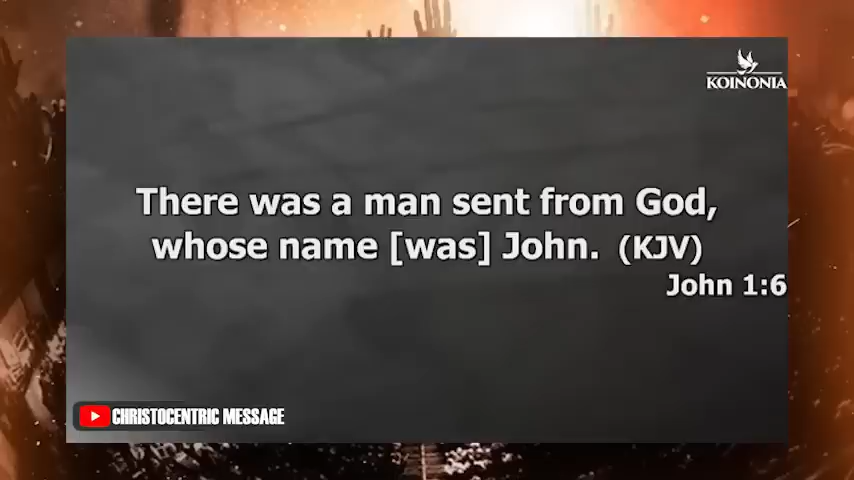 KOINONIA
There was a man sent from God,
whose name [was] John. (KJV)
John 1:6
CHRISTOCENTRIC MESSAGE